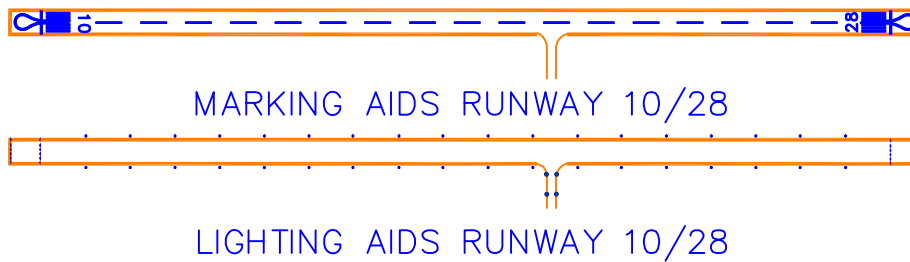 10
28
MARKING AIDS RUNWAY 10/28
LIGHTING AIDS RUNWAY 10/28